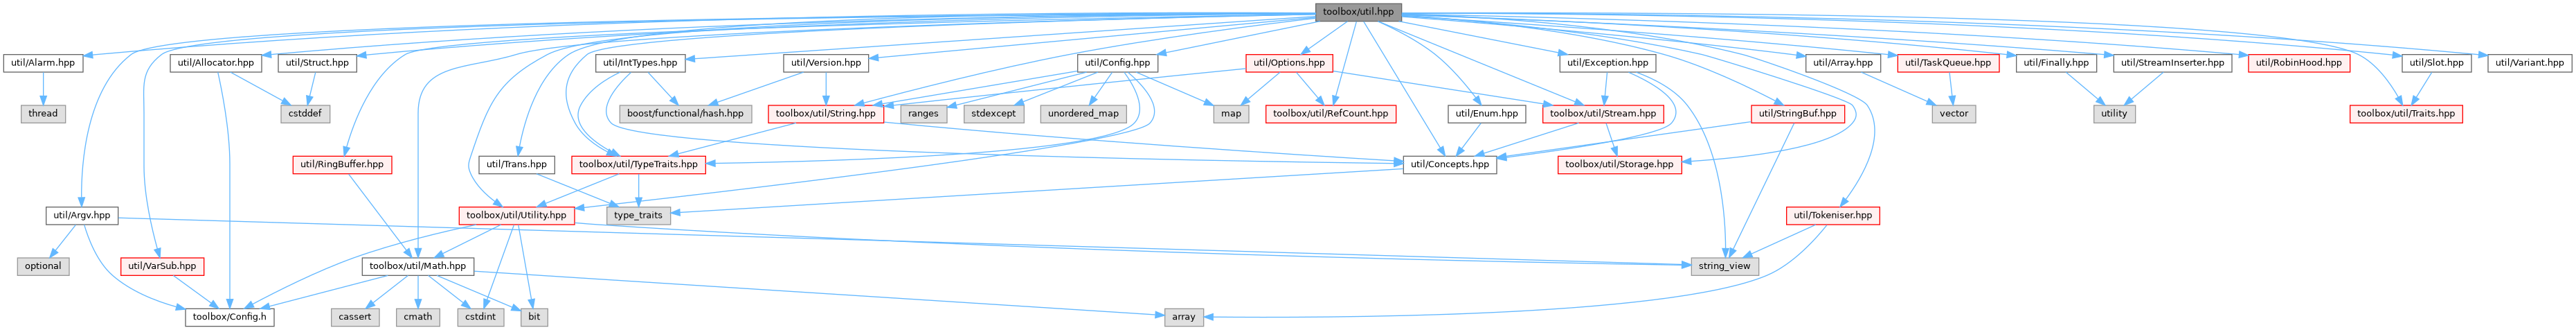 toolbox/util.hpp
util/Alarm.hpp
util/Allocator.hpp
util/Struct.hpp
util/IntTypes.hpp
util/Version.hpp
util/Config.hpp
util/Options.hpp
util/Exception.hpp
util/Array.hpp
util/TaskQueue.hpp
util/Finally.hpp
util/StreamInserter.hpp
util/RobinHood.hpp
util/Slot.hpp
util/Variant.hpp
thread
cstddef
boost/functional/hash.hpp
toolbox/util/String.hpp
ranges
stdexcept
unordered_map
map
toolbox/util/RefCount.hpp
util/Enum.hpp
toolbox/util/Stream.hpp
util/StringBuf.hpp
vector
utility
toolbox/util/Traits.hpp
util/RingBuffer.hpp
util/Trans.hpp
toolbox/util/TypeTraits.hpp
util/Concepts.hpp
toolbox/util/Storage.hpp
util/Argv.hpp
toolbox/util/Utility.hpp
type_traits
util/Tokeniser.hpp
optional
util/VarSub.hpp
toolbox/util/Math.hpp
string_view
toolbox/Config.h
cassert
cmath
cstdint
bit
array